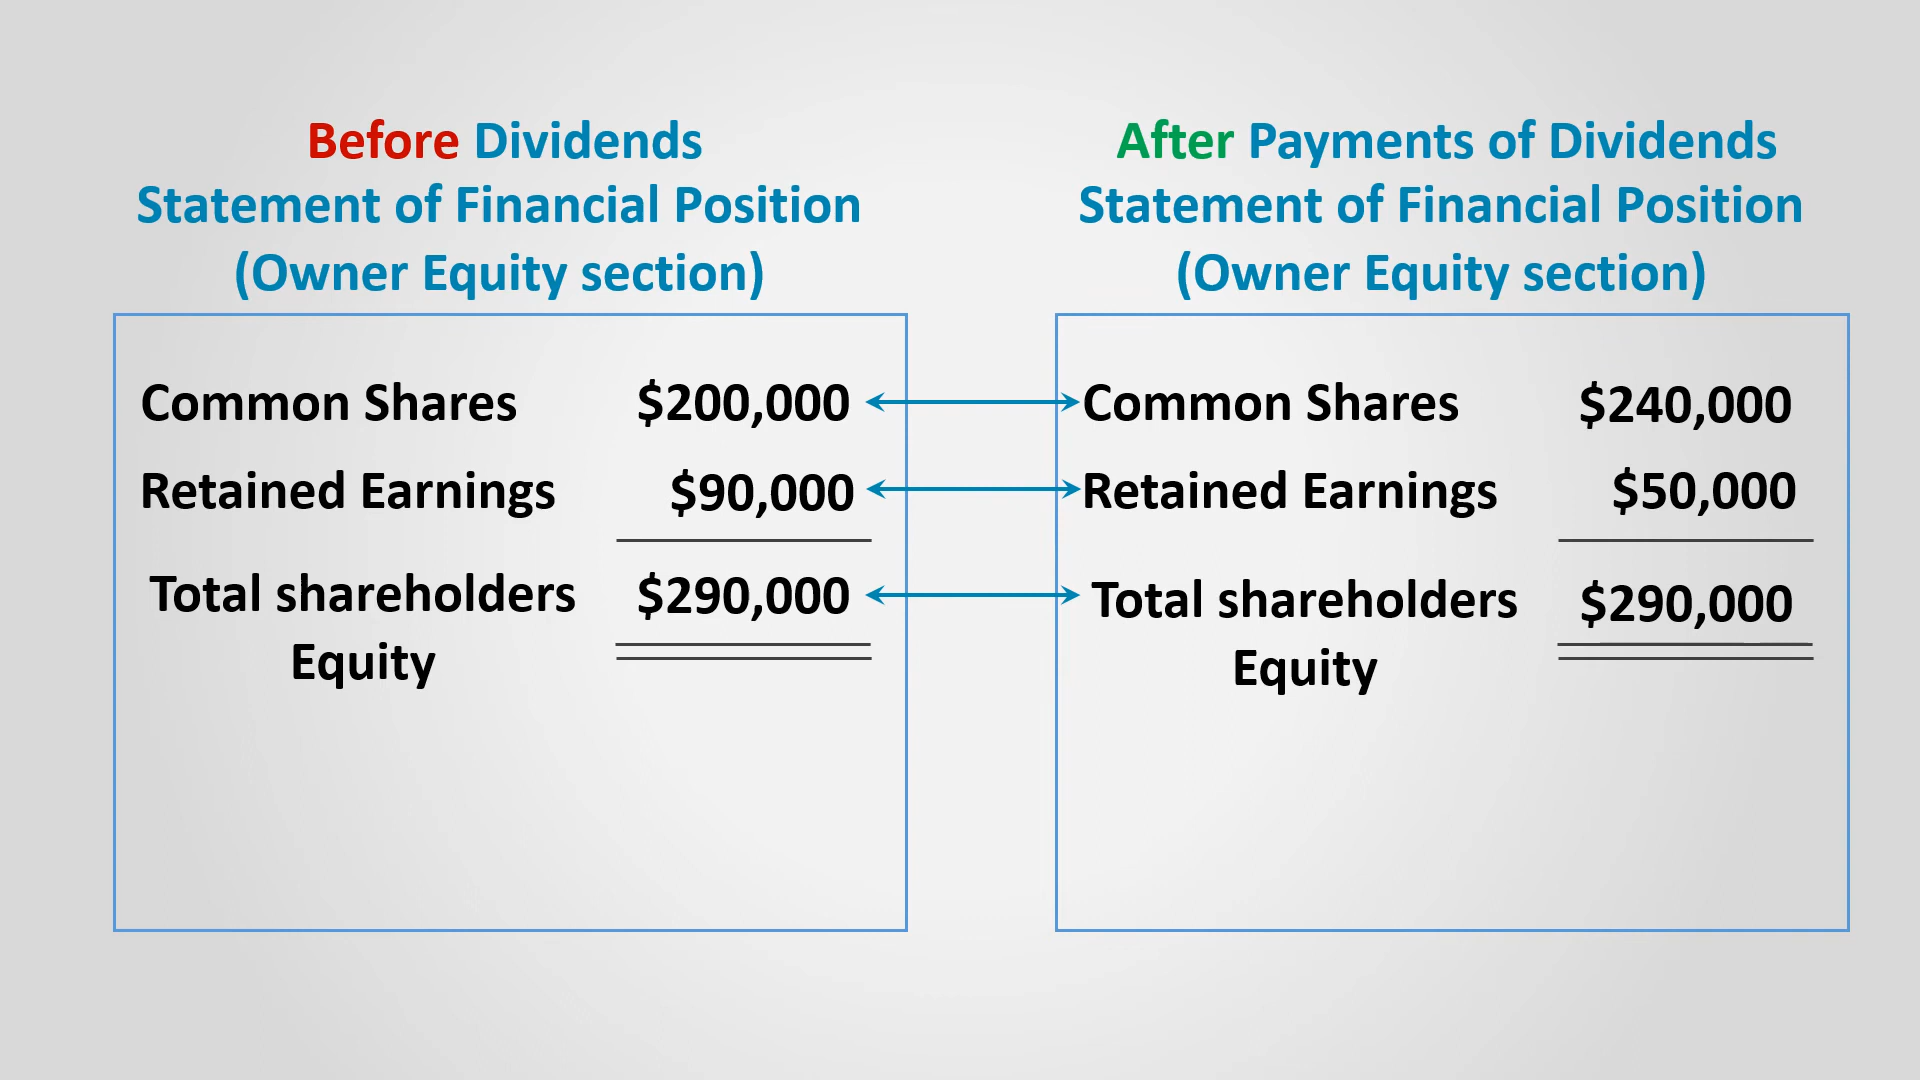 Before Dividends
Statement of Financial Position
(Owner Equity section)
Common Shares $200,000
Retained Earnings $90,000
Total shareholders $290,000
Equity
After Payments of Dividends
Statement of Financial Position
(Owner Equity section)
Common Shares $240,000
Retained Earnings $50,000
Total shareholders $290,000
Equity